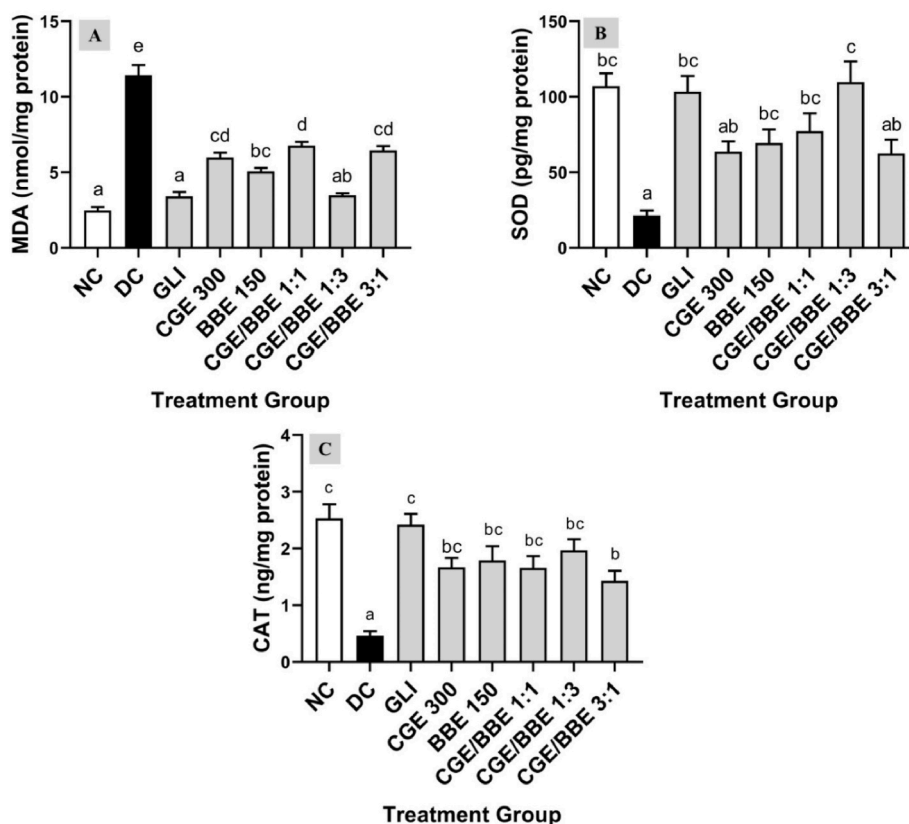 A
MDA (nmol/mg protein)
15
10
5
0
a
e
a
cd
bc
d
ab
cd
NC
DC
GLI
CGE 300
BBE 150
CGE/BBE 1:1
CGE/BBE 1:3
CGE/BBE 3:1
Treatment Group
B
SOD (pg/mg protein)
150
100
50
0
bc
a
bc
ab
bc
bc
c
ab
NC
DC
GLI
CGE 300
BBE 150
CGE/BBE 1:1
CGE/BBE 1:3
CGE/BBE 3:1
Treatment Group
C
CAT (ng/mg protein)
4
3
2
1
0
c
a
c
bc
bc
bc
bc
b
NC
DC
GLI
CGE 300
BBE 150
CGE/BBE 1:1
CGE/BBE 1:3
CGE/BBE 3:1
Treatment Group